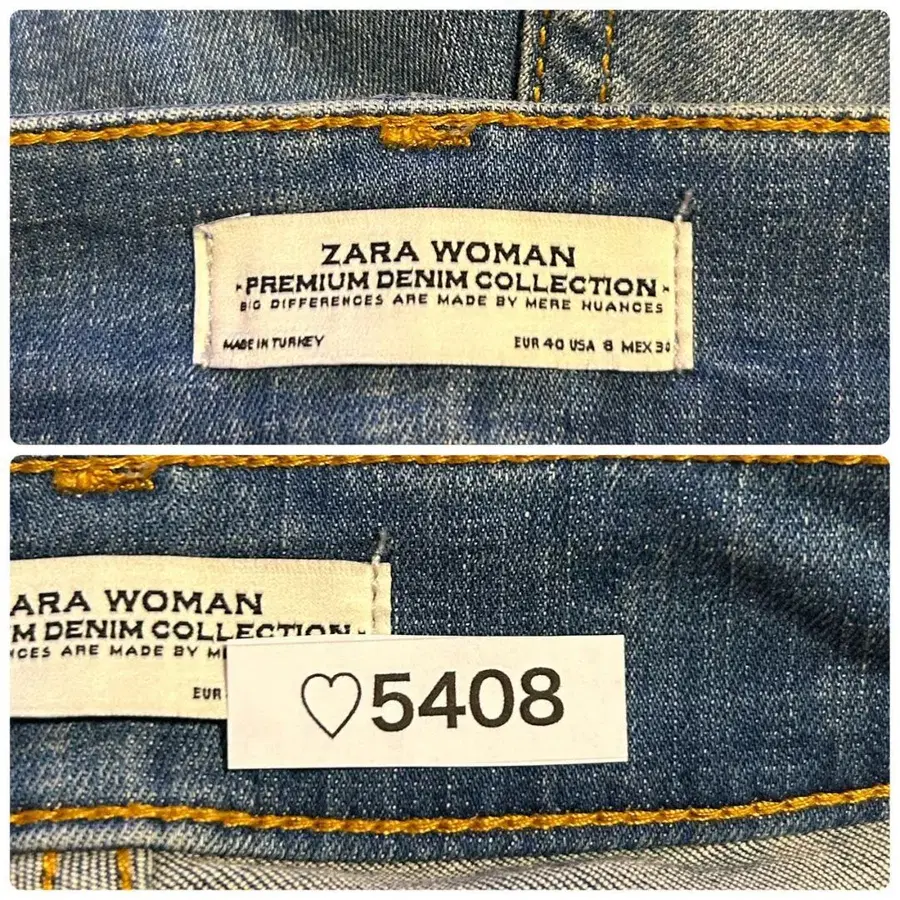 ZARA WOMAN
PREMIUM DENIM COLLECTION
BIG DIFFERENCES ARE MADE BY MERE NUANCES
MADE IN TURKEY
EUR 40 USA 8 MEX 30
ARA WOMAN
M DENIM COLLECTION
NCES ARE MADE BY ME
EUR
♡5408